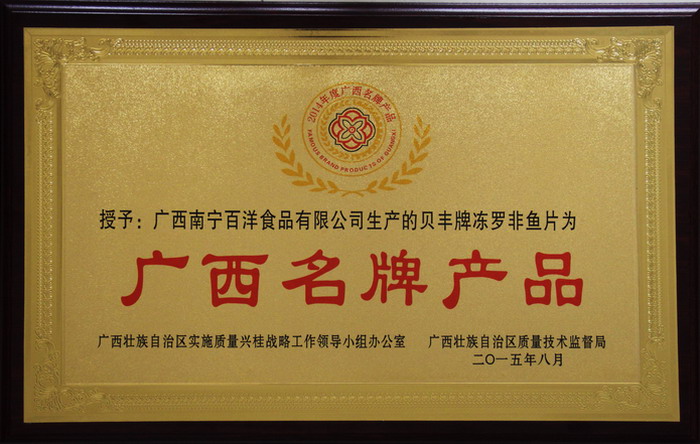 2014年度广西名牌产品
FAMOUS BRAND PRODUCTS OF GUANGXI
授予：广西南宁百洋食品有限公司生产的贝丰牌冻罗非鱼片为
广西名牌产品
广西壮族自治区实施质量兴桂战略工作领导小组办公室 广西壮族自治区质量技术监督局
二〇一五年八月